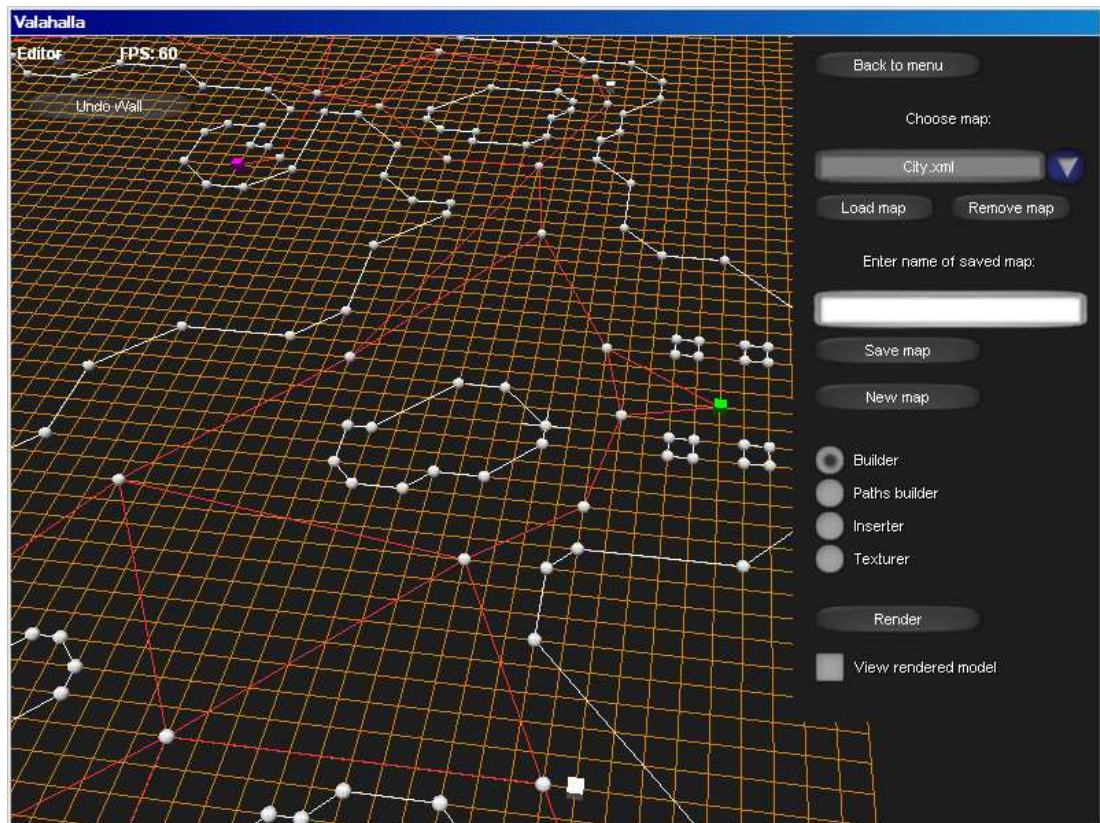 Valahalla
Editor FPS: 60
Undo Wall
Back to menu
Choose map:
City.xml
Load map Remove map
Enter name of saved map:
Save map
New map
Builder
Paths builder
Inserter
Texturer
Render
View rendered model